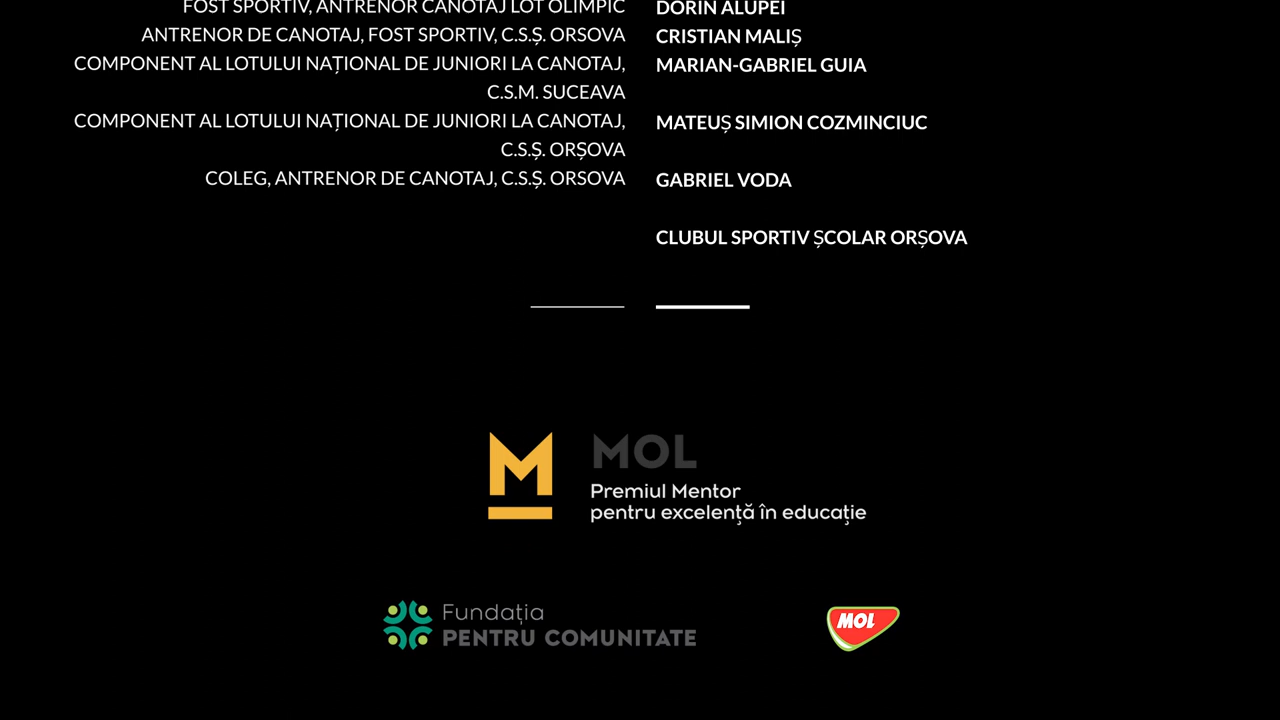 FOST SPORTIV, ANTRENOR CANOTAJ LOT OLIMPIC DORIN ALUPEI
ANTRENOR DE CANOTAJ, FOST SPORTIV, C.S.Ș. ORSOVA CRISTIAN MALIȘ
COMPONENT AL LOTULUI NAȚIONAL DE JUNIORI LA CANOTAJ, MARIAN-GABRIEL GUIA
C.S.M. SUCEAVA
COMPONENT AL LOTULUI NAȚIONAL DE JUNIORI LA CANOTAJ, MATEUȘ SIMION COZMINCIUC
C.S.Ș. ORȘOVA
COLEG, ANTRENOR DE CANOTAJ, C.S.Ș. ORSOVA GABRIEL VODA
CLUBUL SPORTIV ȘCOLAR ORȘOVA
M MOL
Premiul Mentor
pentru excelență în educație
Fundația
PENTRU COMUNITATE
MOL